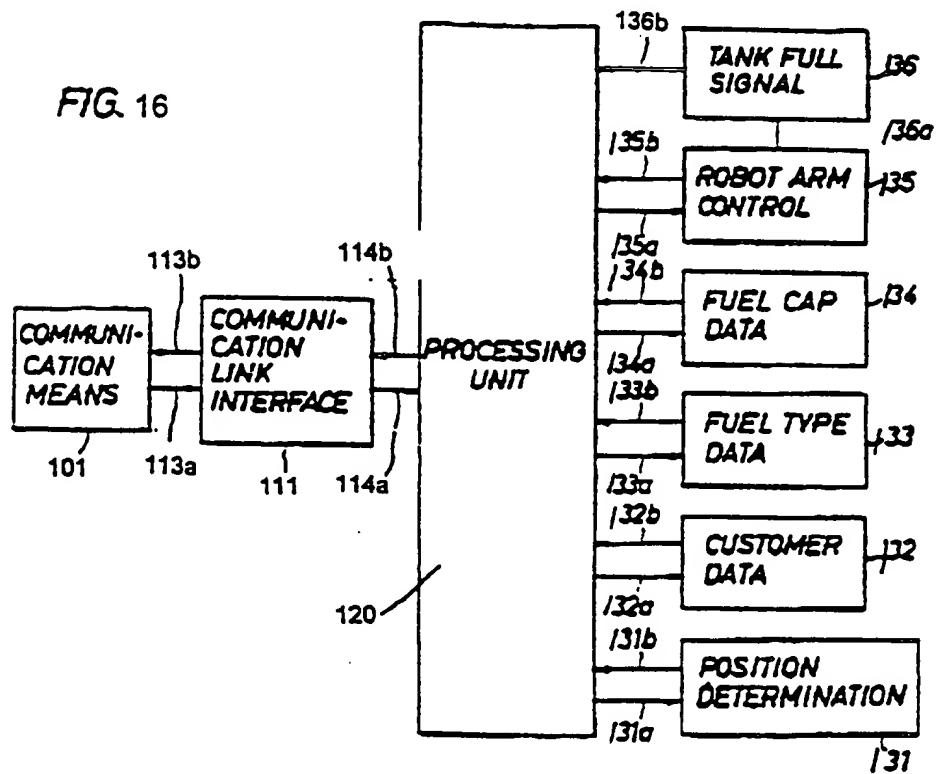 FIG. 16
136b
TANK FULL
SIGNAL
136
136a
135b
ROBOT ARM
CONTROL
135
135a
134b
FUEL CAP
DATA
134
134a
133b
FUEL TYPE
DATA
133
133a
132b
CUSTOMER
DATA
132
132a
131b
POSITION
DETERMINATION
131a
131
PROCESSING
UNIT
120
114b
114a
COMMUNI-
CATION
LINK
INTERFACE
111
113b
113a
COMMUNI-
CATION
MEANS
101